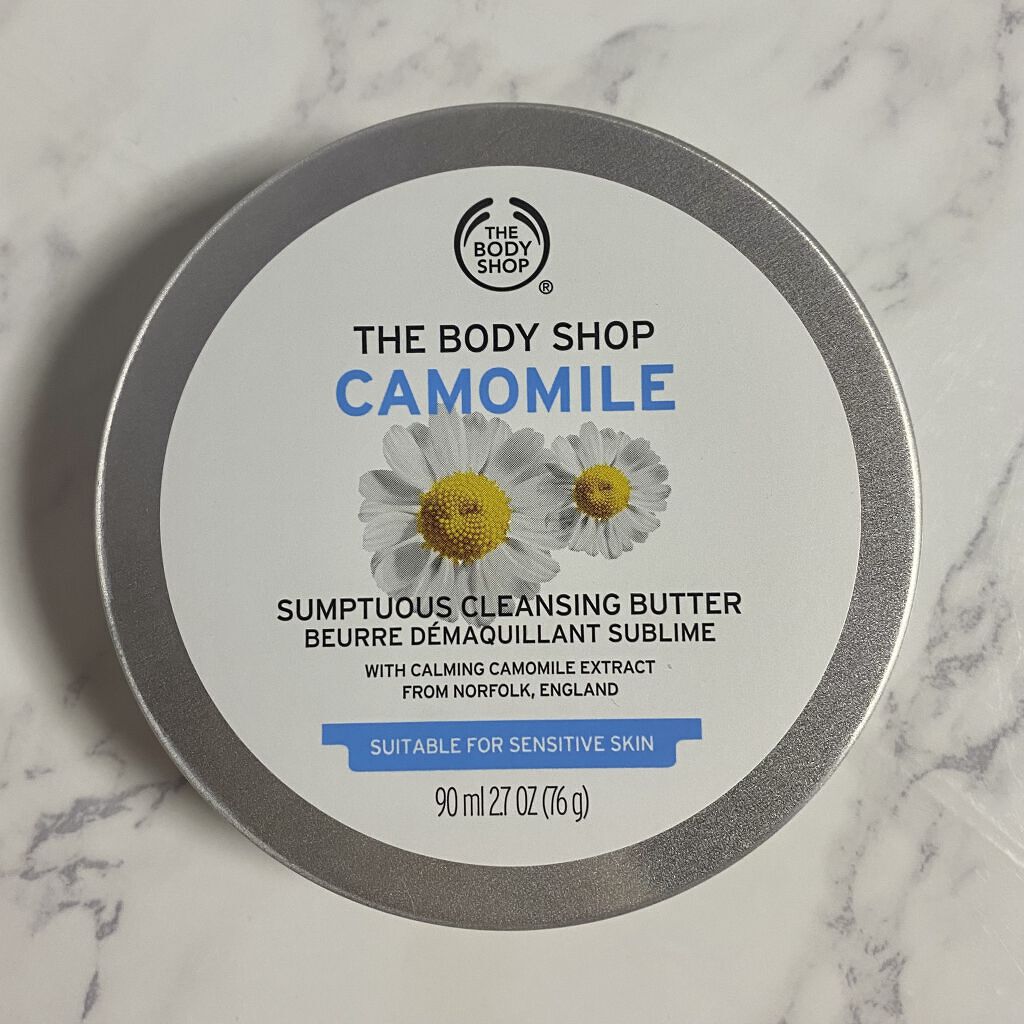 THE
BODY
SHOP
®
THE BODY SHOP
CAMOMILE
SUMPTUOUS CLEANSING BUTTER
BEURRE DÉMAQUILLANT SUBLIME
WITH CALMING CAMOMILE EXTRACT
FROM NORFOLK, ENGLAND
SUITABLE FOR SENSITIVE SKIN
90 ml 2.7 OZ (76 g)